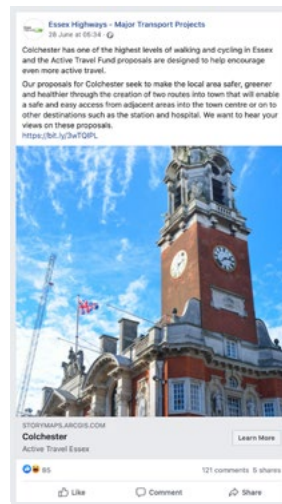 Essex Highways - Major Transport Projects
28 June at 06:34
Colchester has one of the highest levels of walking and cycling in Essex
and the Active Travel Fund proposals are designed to help encourage
even more active travel.
Our proposals for Colchester seek to make the local area safer, greener
and healthier through the creation of two routes into town that will enable
a safe and easy access from adjacent areas into the town centre or on to
other destinations such as the station and hospital. We want to hear your
views on these proposals.
https://bit.ly/3wTQIPL
STORYMAPS.ARCGIS.COM
Colchester
Active Travel Essex
Learn More
85
121 comments 5 shares
Like
Comment
Share